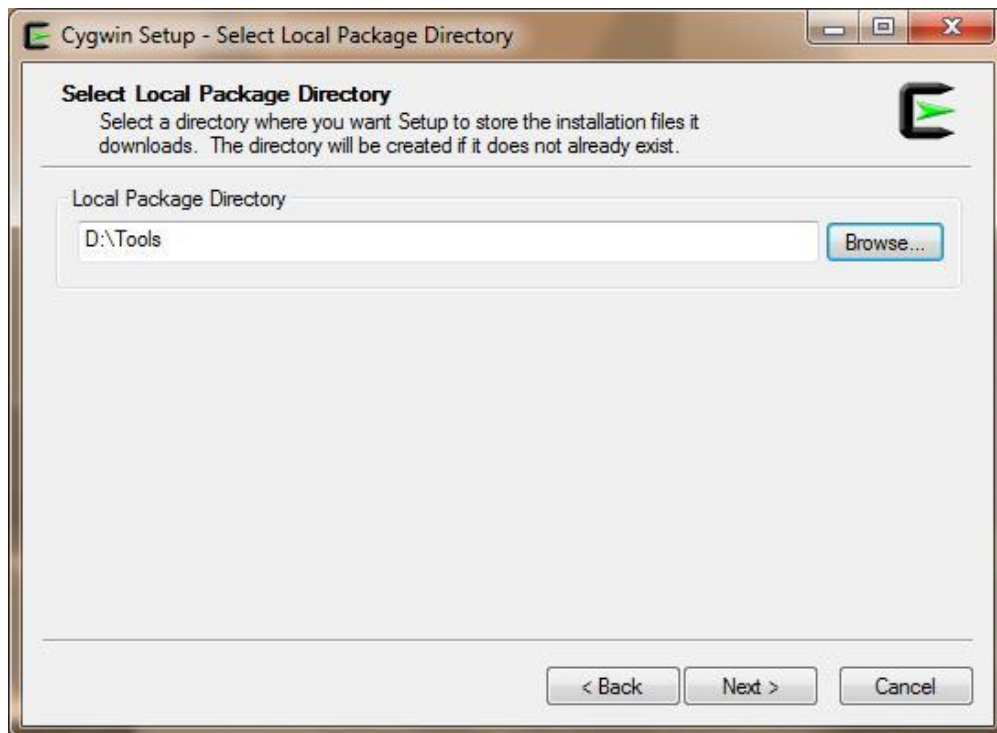 Cygwin Setup - Select Local Package Directory
Select Local Package Directory
Select a directory where you want Setup to store the installation files it
downloads. The directory will be created if it does not already exist.
Local Package Directory
D:\Tools
Browse...
< Back
Next >
Cancel